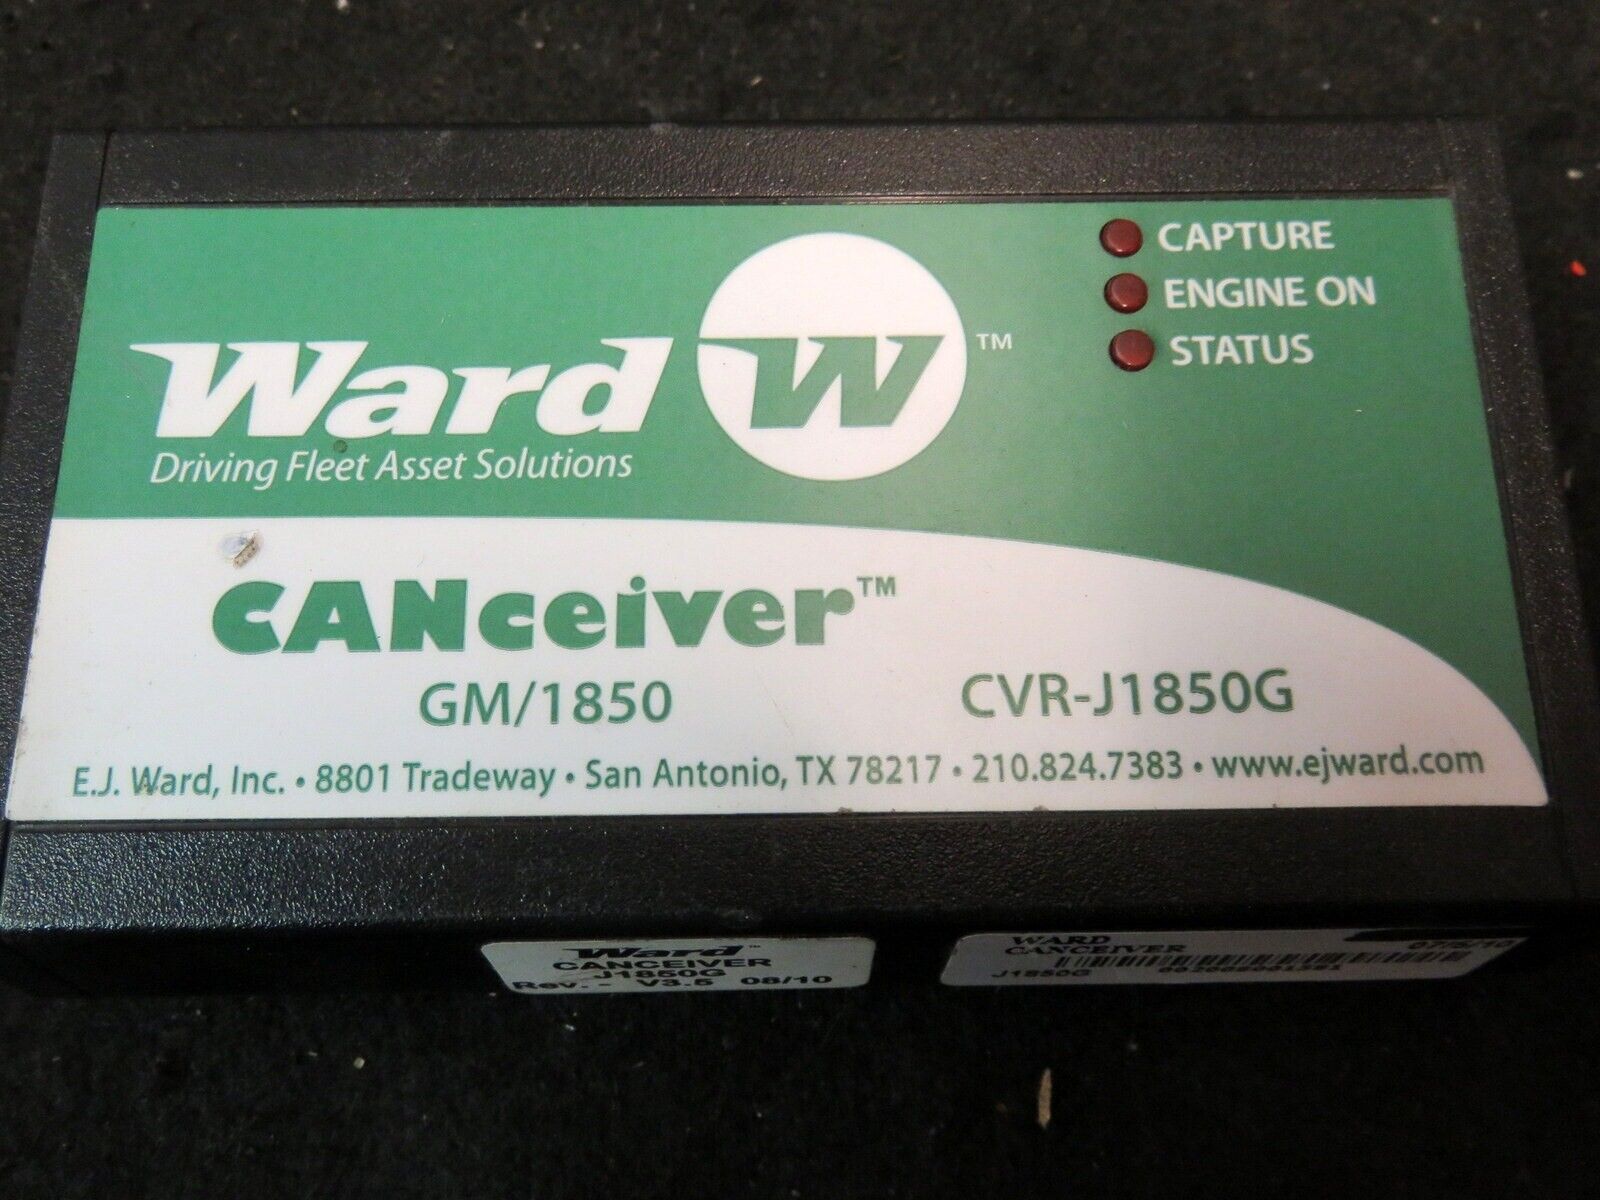 Ward W ™
Driving Fleet Asset Solutions
CAPTURE
ENGINE ON
STATUS
CANceiver™
GM/1850
CVR-J1850G
E.J. Ward, Inc. • 8801 Tradeway • San Antonio, TX 78217 • 210.824.7383 • www.ejward.com
Ward™
CANCEIVER
J1850G
Rev. - V3.5 08/10
WARD
CANCEIVER
J1850G